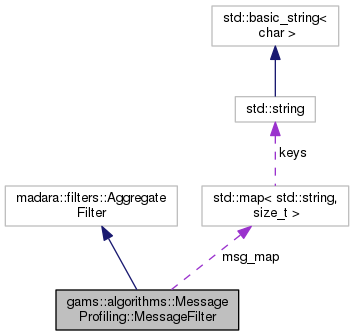 std::basic_string<
char >
std::string
keys
madara::filters::Aggregate
Filter
std::map< std::string,
size_t >
msg_map
gams::algorithms::Message
Profiling::MessageFilter